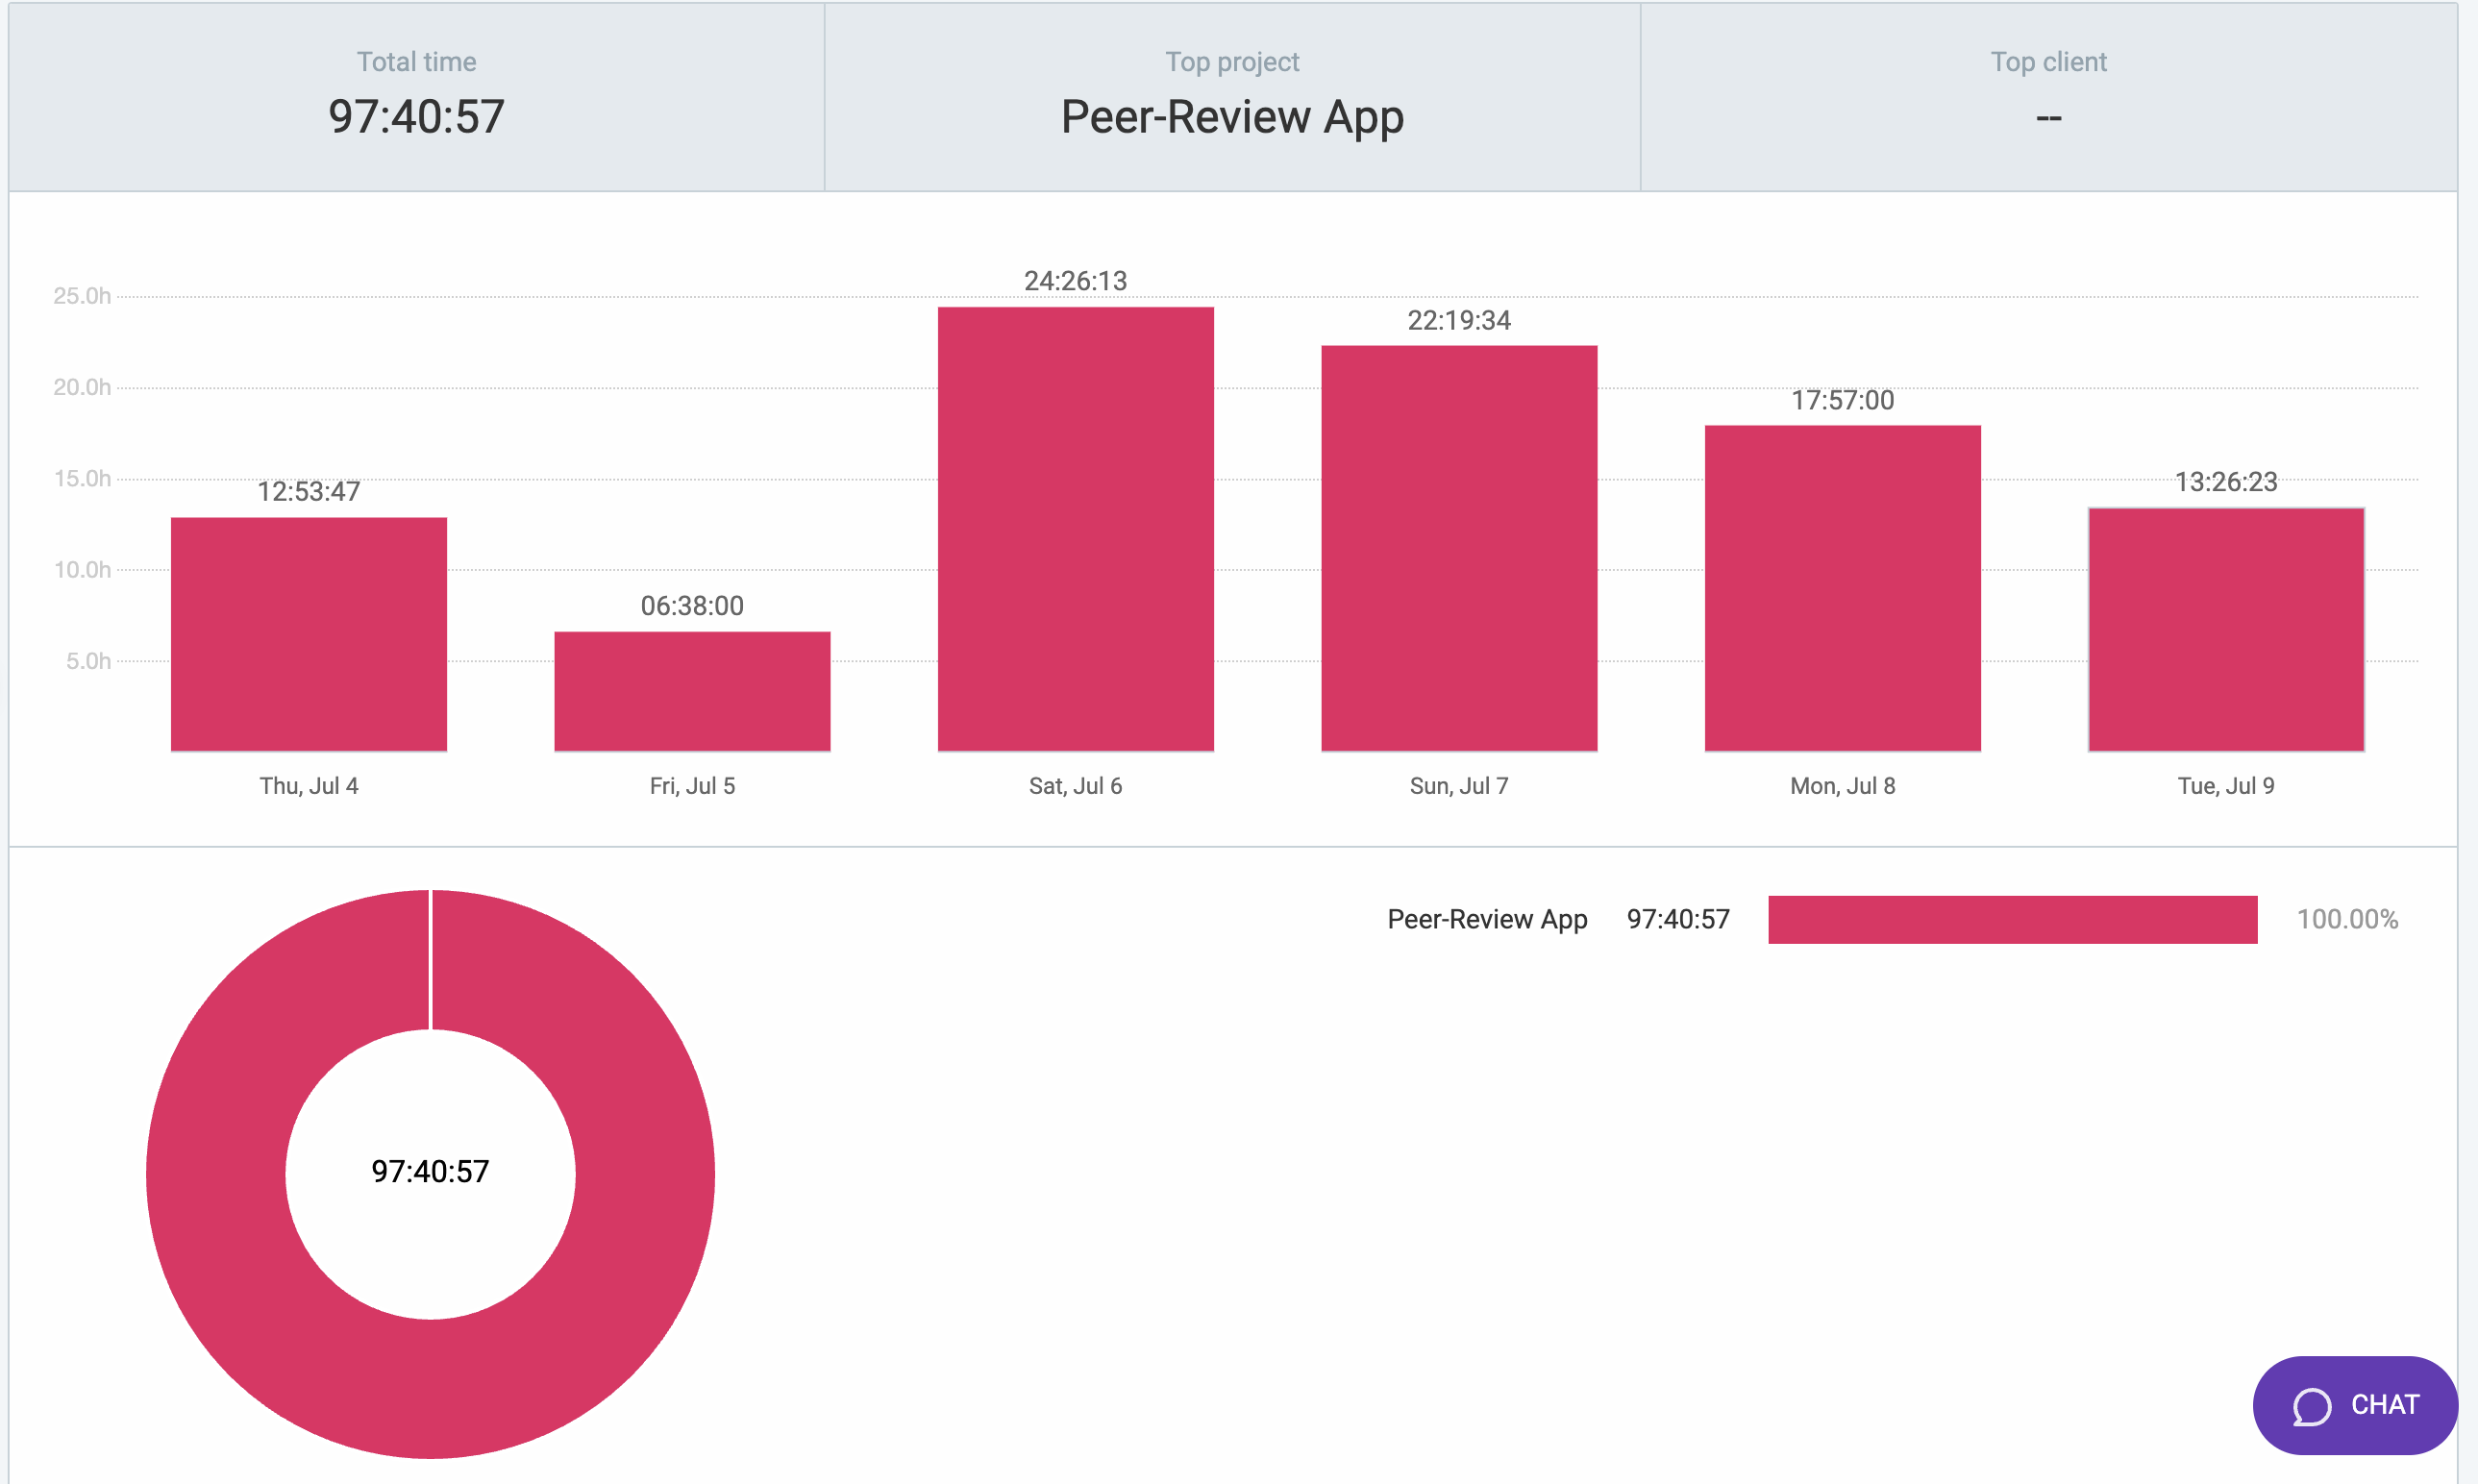 Total time
97:40:57
Top project
Peer-Review App
Top client
--
25.0h
20.0h
15.0h
10.0h
5.0h
12:53:47
06:38:00
24:26:13
22:19:34
17:57:00
13:26:23
Thu, Jul 4
Fri, Jul 5
Sat, Jul 6
Sun, Jul 7
Mon, Jul 8
Tue, Jul 9
97:40:57
Peer-Review App 97:40:57 100.00%
CHAT